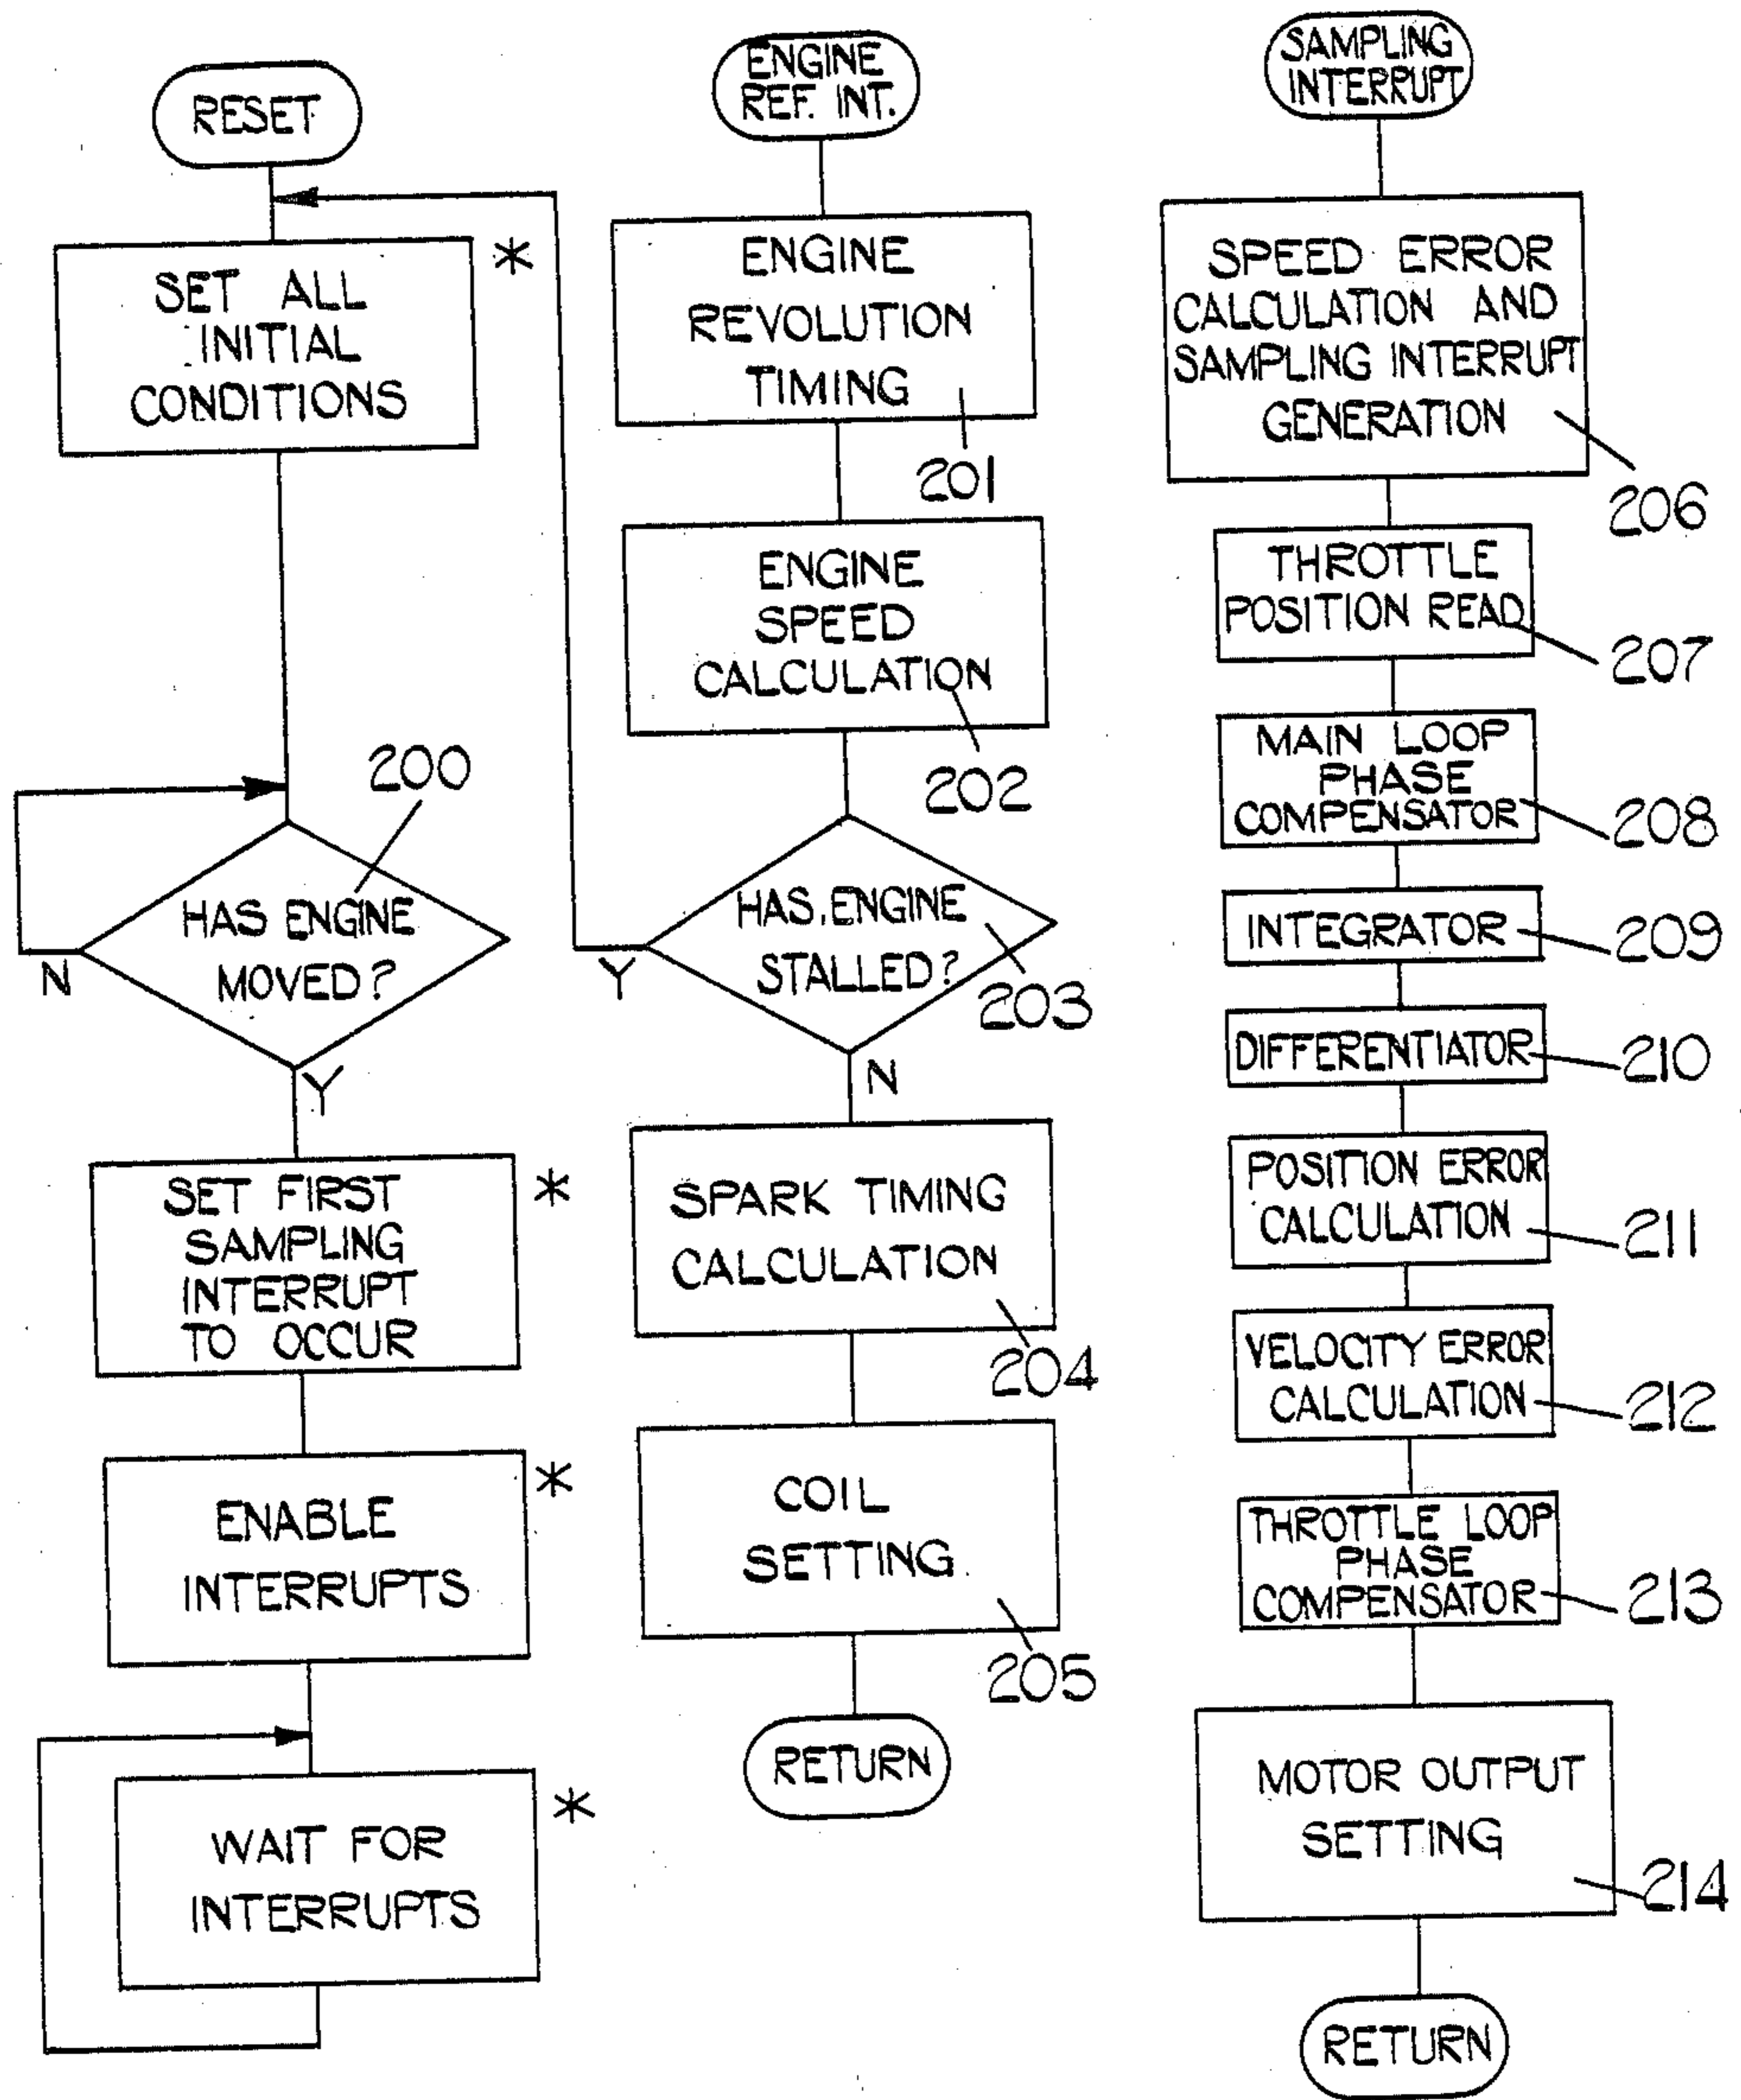 RESET
*
SET ALL
INITIAL
CONDITIONS
200
HAS ENGINE
MOVED?
N
Y
*
SET FIRST
SAMPLING
INTERRUPT
TO OCCUR
*
ENABLE
INTERRUPTS
*
WAIT FOR
INTERRUPTS
ENGINE
REF. INT.
ENGINE
REVOLUTION
TIMING
201
ENGINE
SPEED
CALCULATION
202
HAS ENGINE
STALLED?
203
Y
N
SPARK TIMING
CALCULATION
204
COIL
SETTING
205
RETURN
SAMPLING
INTERRUPT
SPEED ERROR
CALCULATION AND
SAMPLING INTERRUPT
GENERATION
206
THROTTLE
POSITION READ
207
MAIN LOOP
PHASE
COMPENSATOR
208
INTEGRATOR
209
DIFFERENTIATOR
210
POSITION ERROR
CALCULATION
211
VELOCITY ERROR
CALCULATION
212
THROTTLE LOOP
PHASE
COMPENSATOR
213
MOTOR OUTPUT
SETTING
214
RETURN